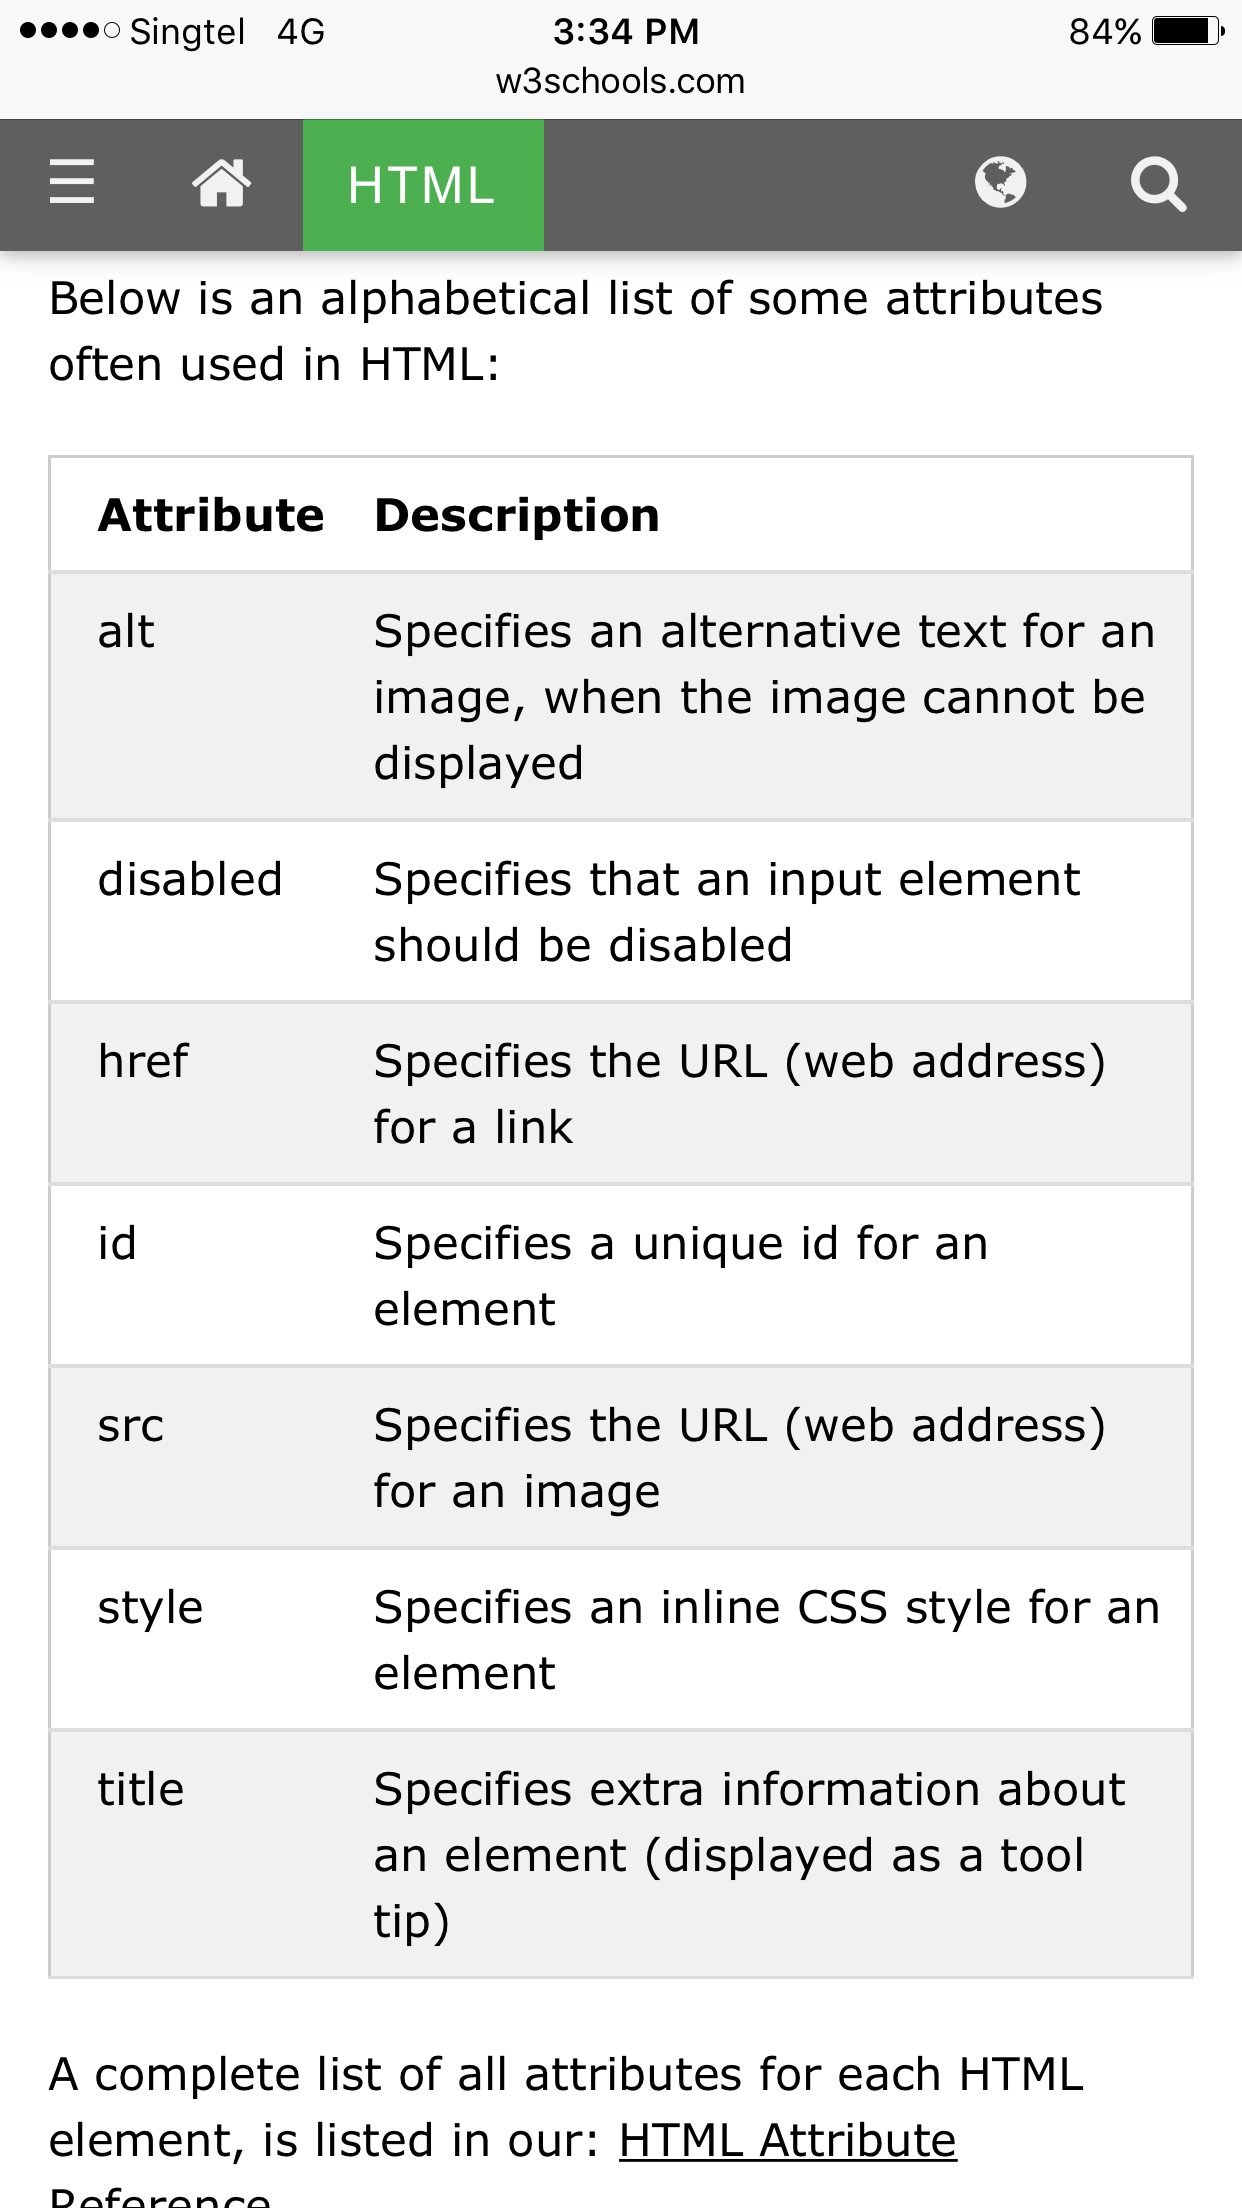 Singtel 4G 3:34 PM 84%
w3schools.com
HTML
Below is an alphabetical list of some attributes
often used in HTML:
Attribute Description
alt Specifies an alternative text for an
image, when the image cannot be
displayed
disabled Specifies that an input element
should be disabled
href Specifies the URL (web address)
for a link
id Specifies a unique id for an
element
src Specifies the URL (web address)
for an image
style Specifies an inline CSS style for an
element
title Specifies extra information about
an element (displayed as a tool
tip)
A complete list of all attributes for each HTML
element, is listed in our: HTML Attribute
Reference